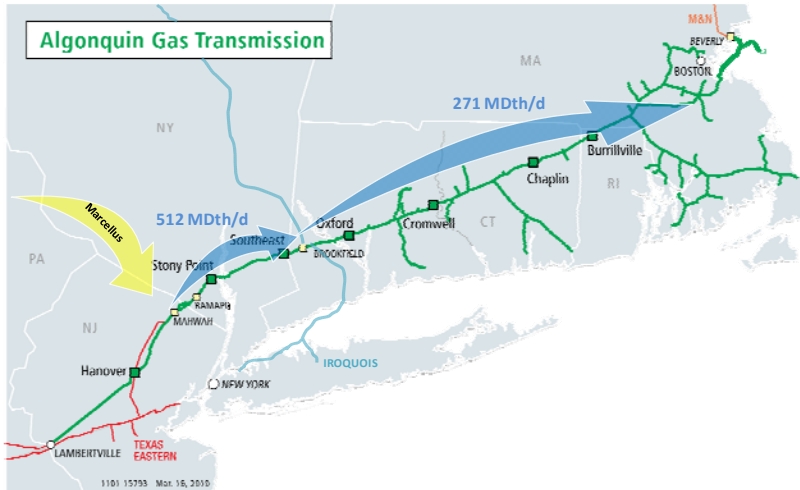 Algonquin Gas Transmission
M&N
BEVERLY
BOSTON
MA
271 MDth/d
NY
Burrillville
Chaplin
RI
Marcellus
512 MDth/d
Oxford
Cromwell
CT
Southeast
BROOKFIELD
PA
Stony Point
RAMAPO
MAHWAH
NJ
IROQUOIS
Hanover
NEW YORK
TEXAS
EASTERN
LAMBERTVILLE
1101 15793 Mar. 16, 2010